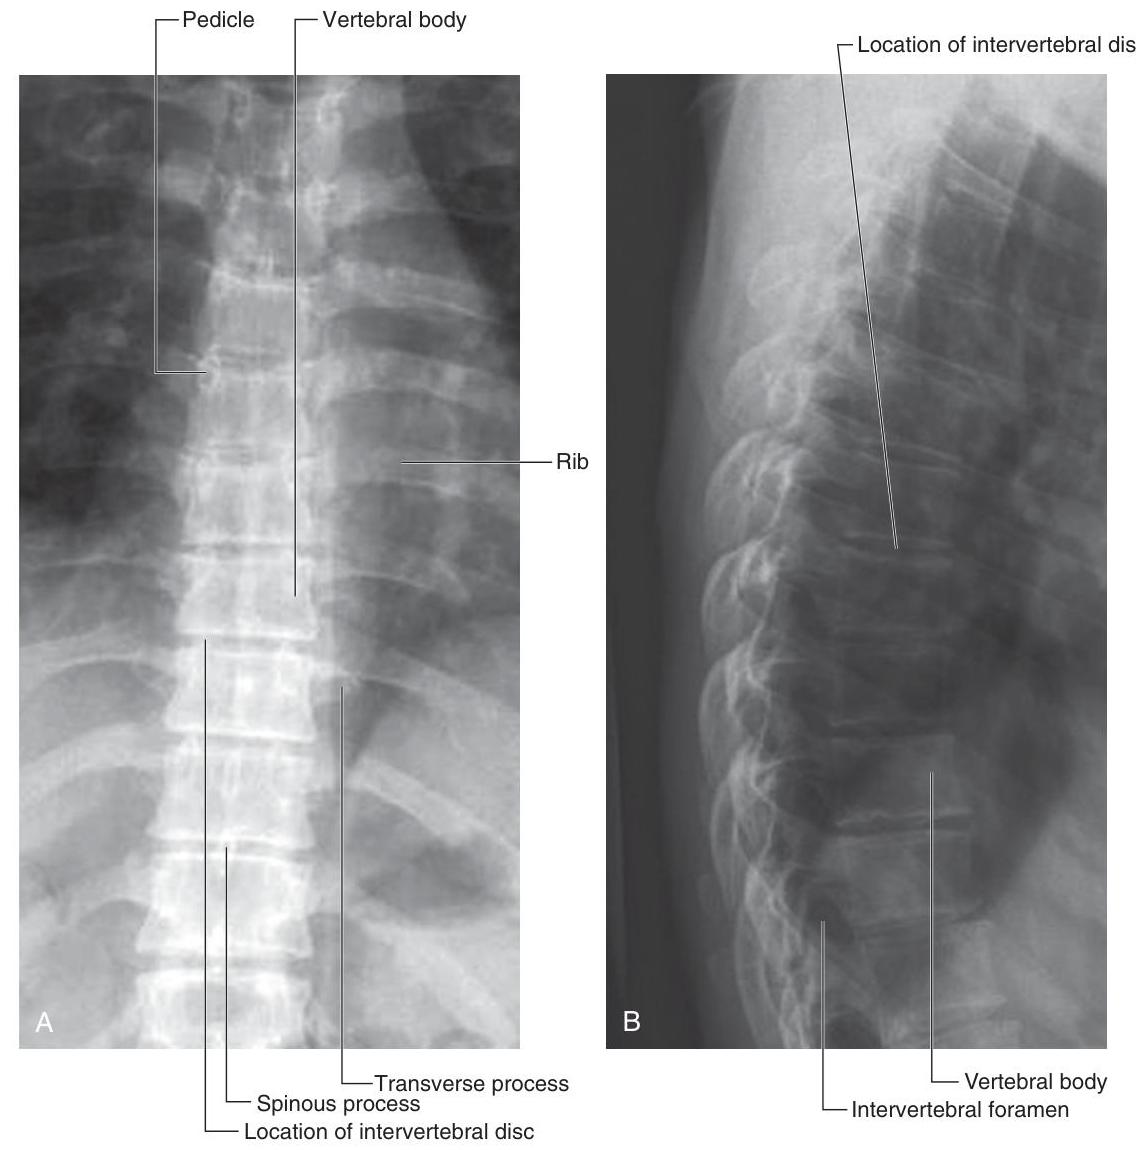 Pedicle
Vertebral body
Location of intervertebral dis
Rib
A
B
Transverse process
Spinous process
Location of intervertebral disc
Vertebral body
Intervertebral foramen